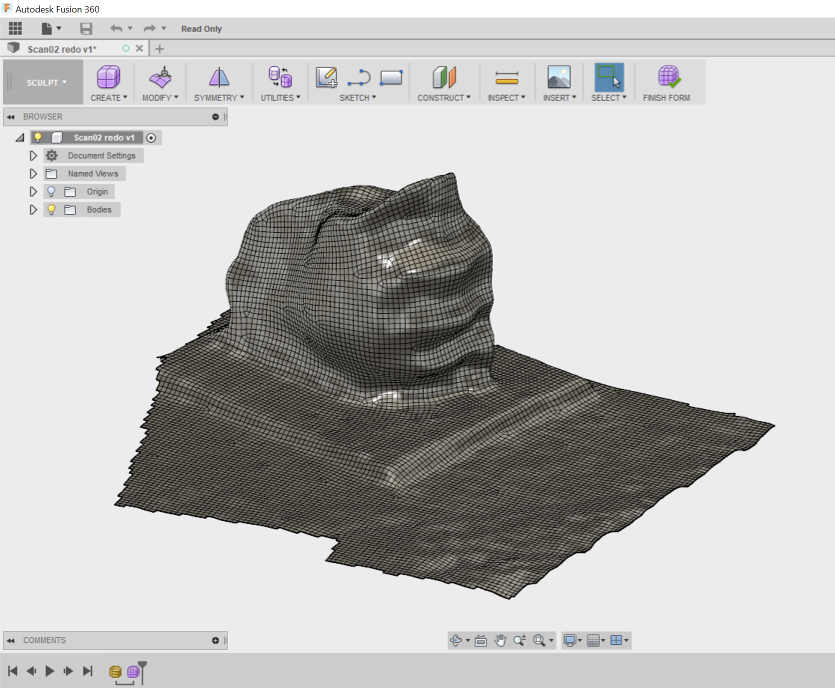 Autodesk Fusion 360
Read Only
Scan02 redo v1*
SCULPT
CREATE
MODIFY
SYMMETRY
UTILITIES
SKETCH
CONSTRUCT
INSPECT
INSERT
SELECT
FINISH FORM
BROWSER
Scan02 redo v1
Document Settings
Named Views
Origin
Bodies
COMMENTS